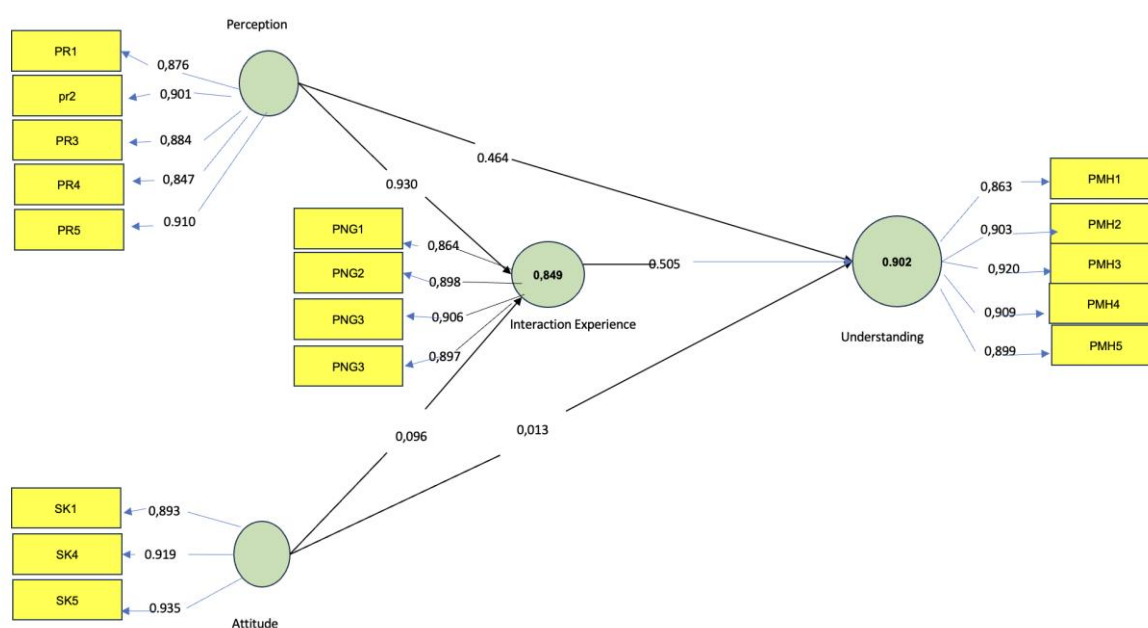 Perception
PR1
0,876
pr2
0,901
PR3
0,884
PR4
0,847
PR5
0.910
0.464
0.930
PNG1
0,864
PNG2
0,898
PNG3
0,906
PNG3
0,897
0,849
Interaction Experience
0.505
0.902
Understanding
0,863
PMH1
0,903
PMH2
0,920
PMH3
0,909
PMH4
0,899
PMH5
0,096
0,013
SK1
0,893
SK4
0.919
SK5
0.935
Attitude